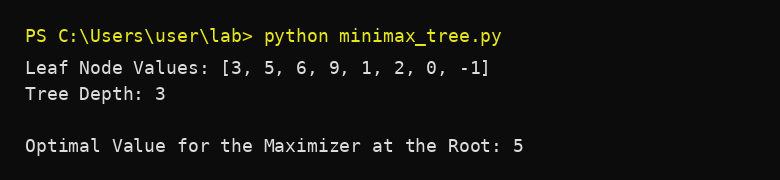 PS C:\Users\user\lab> python minimax_tree.py
Leaf Node Values: [3, 5, 6, 9, 1, 2, 0, -1]
Tree Depth: 3
Optimal Value for the Maximizer at the Root: 5